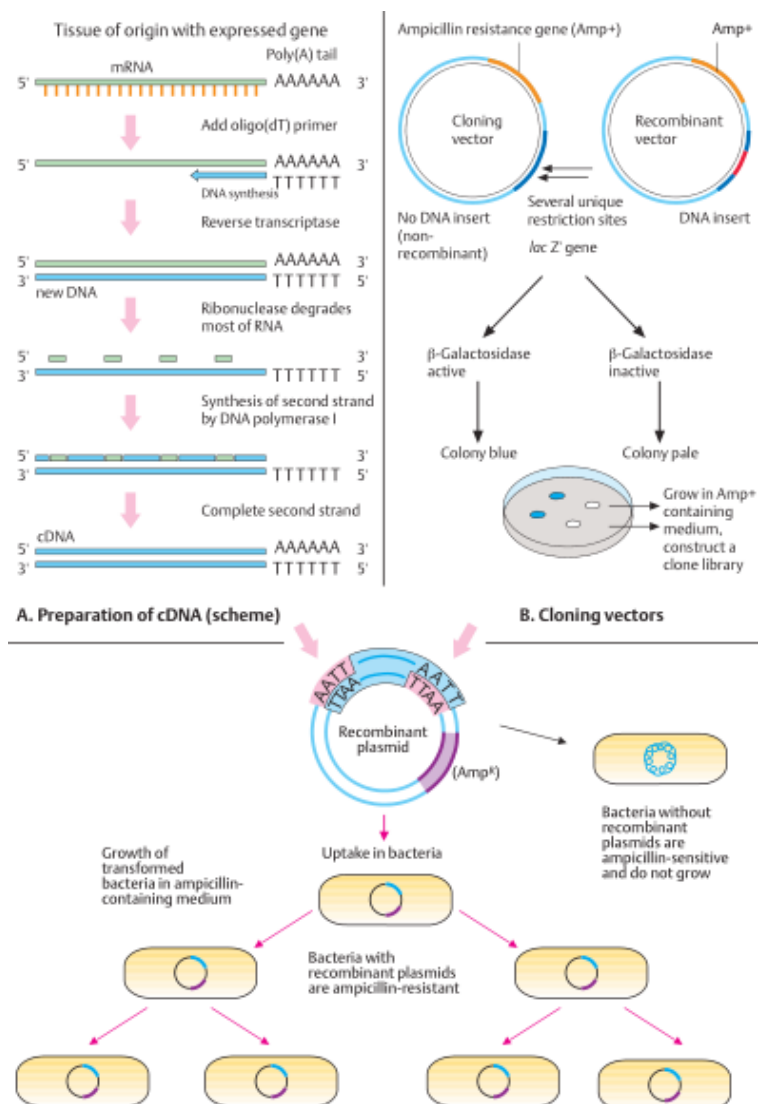 Tissue of origin with expressed gene
Poly(A) tail
mRNA
5' AAAAAA 3'
Add oligo(dT) primer
5' AAAAAA 3'
TTTTTT
DNA synthesis
Reverse transcriptase
5' AAAAAA 3'
3' TTTTTT 5'
new DNA
Ribonuclease degrades
most of RNA
5' 3'
3' TTTTTT 5'
Synthesis of second strand
by DNA polymerase I
5' 3'
3' TTTTTT 5'
Complete second strand
cDNA
5' AAAAAA 3'
3' TTTTTT 5'
A. Preparation of cDNA (scheme)
Ampicillin resistance gene (Amp+)
Amp+
Cloning
vector
Recombinant
vector
No DNA insert
(non-
recombinant)
Several unique
restriction sites
lac Z' gene
DNA insert
β-Galactosidase
active
β-Galactosidase
inactive
Colony blue
Colony pale
Grow in Amp+
containing
medium,
construct a
clone library
B. Cloning vectors
AATT
TTAA
AATT
TTAA
Recombinant
plasmid
(Ampᴿ)
Bacteria without
recombinant
plasmids are
ampicillin-sensitive
and do not grow
Growth of
transformed
bacteria in ampicillin-
containing medium
Uptake in bacteria
Bacteria with
recombinant plasmids
are ampicillin-resistant